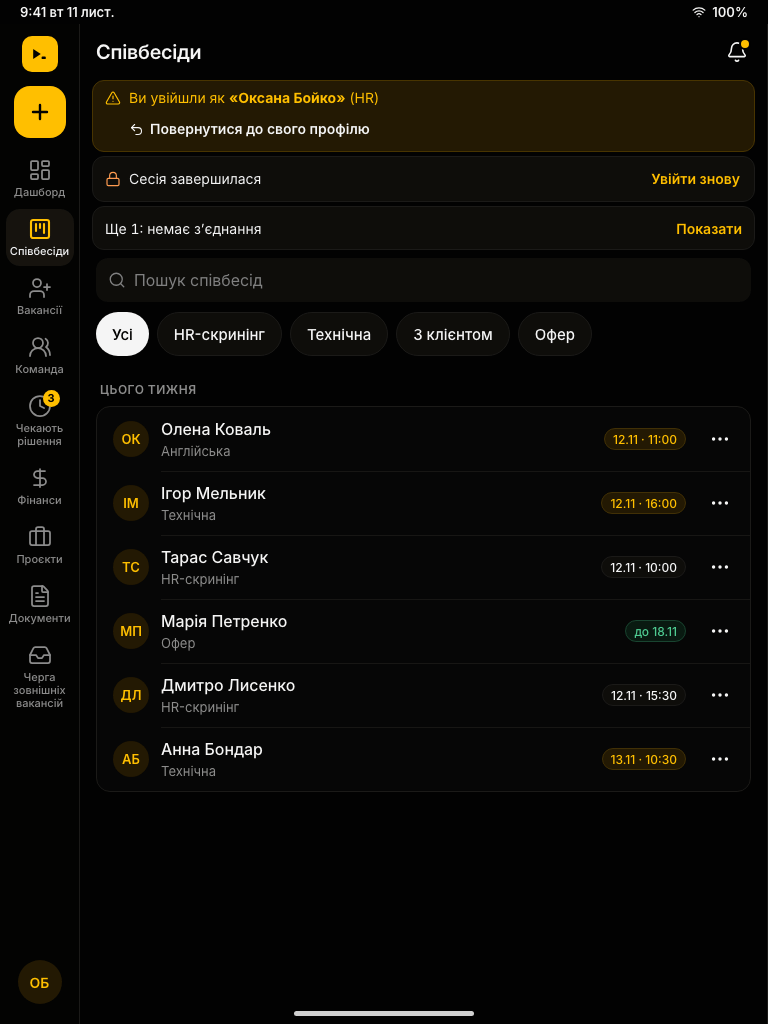 9:41 вт 11 лист.
100%
Співбесіди
Ви увійшли як «Оксана Бойко» (HR)
Повернутися до свого профілю
Сесія завершилася
Увійти знову
Ще 1: немає зʼєднання
Показати
Пошук співбесід
Усі
HR-скринінг
Технічна
З клієнтом
Офер
ЦЬОГО ТИЖНЯ
ОК
Олена Коваль
Англійська
12.11 · 11:00
ІМ
Ігор Мельник
Технічна
12.11 · 16:00
ТС
Тарас Савчук
HR-скринінг
12.11 · 10:00
МП
Марія Петренко
Офер
до 18.11
ДЛ
Дмитро Лисенко
HR-скринінг
12.11 · 15:30
АБ
Анна Бондар
Технічна
13.11 · 10:30
Дашборд
Співбесіди
Вакансії
Команда
3
Чекають
рішення
Фінанси
Проєкти
Документи
Черга
зовнішніх
вакансій
ОБ